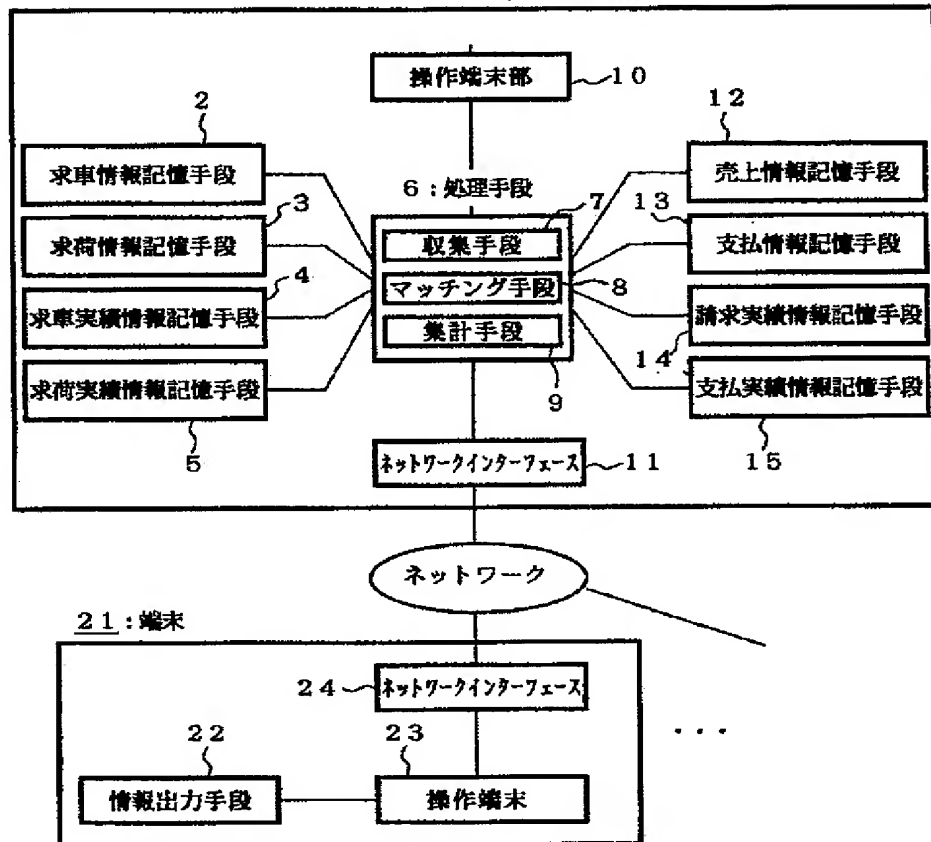 操作端末部
10
2
求車情報記憶手段
3
求荷情報記憶手段
4
求車実績情報記憶手段
求荷実績情報記憶手段
5
6:処理手段
7
収集手段
マッチング手段
8
集計手段
9
12
売上情報記憶手段
13
支払情報記憶手段
請求実績情報記憶手段
14
支払実績情報記憶手段
15
ネットワークインターフェース
11
ネットワーク
21:端末
24
ネットワークインターフェース
22
情報出力手段
23
操作端末
...